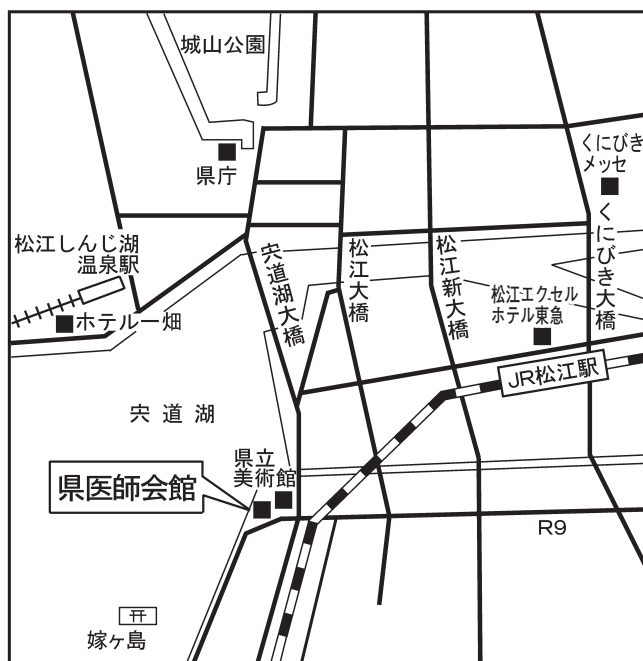 城山公園
県庁
くにびき
メッセ
松江しんじ湖
温泉駅
ホテル一畑
宍道湖大橋
松江大橋
松江新大橋
くにびき大橋
松江エクセル
ホテル東急
JR松江駅
宍道湖
県立
美術館
県医師会館
R9
嫁ヶ島